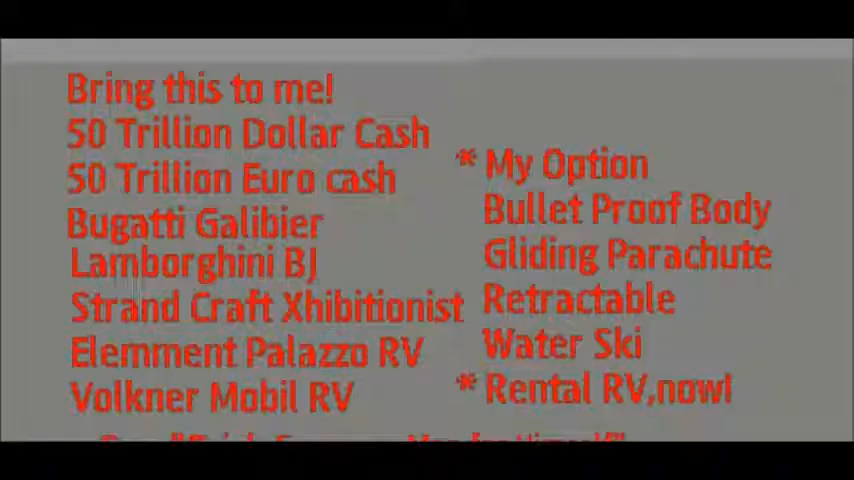 Bring this to me!
50 Trillion Dollar Cash
50 Trillion Euro cash
Bugatti Galibier
Lamborghini BJ
Strand Craft Xhibitionist
Elemment Palazzo RV
Volkner Mobil RV
* My Option
Bullet Proof Body
Gliding Parachute
Retractable
Water Ski
* Rental RV,now!